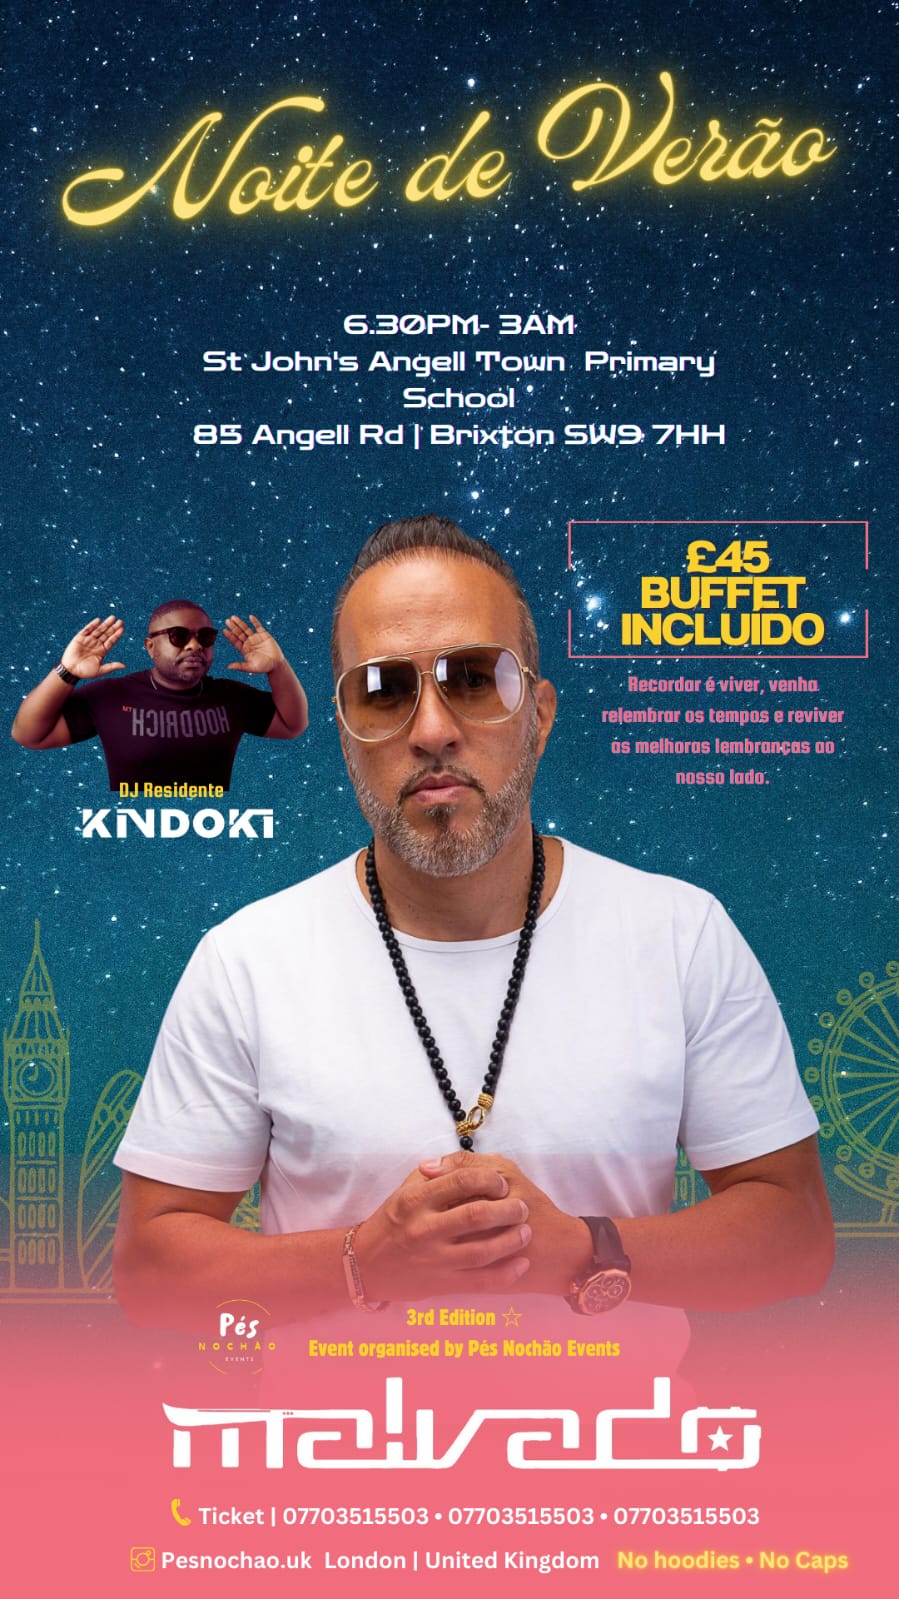 Noite de Verão
6.30PM- 3AM
St John's Angell Town Primary
School
85 Angell Rd | Brixton SW9 7HH
£45
BUFFET
INCLUÍDO
Recordar é viver, venha
relembrar os tempos e reviver
as melhoras lembranças ao
nosso lado.
MT
HOODRICH
DJ Residente
KINDOKI
Pés
NOCHÃO
EVENTS
3rd Edition ☆
Event organised by Pés Nochão Events
malvado
Ticket | 07703515503 • 07703515503 • 07703515503
Pesnochao.uk London | United Kingdom No hoodies • No Caps